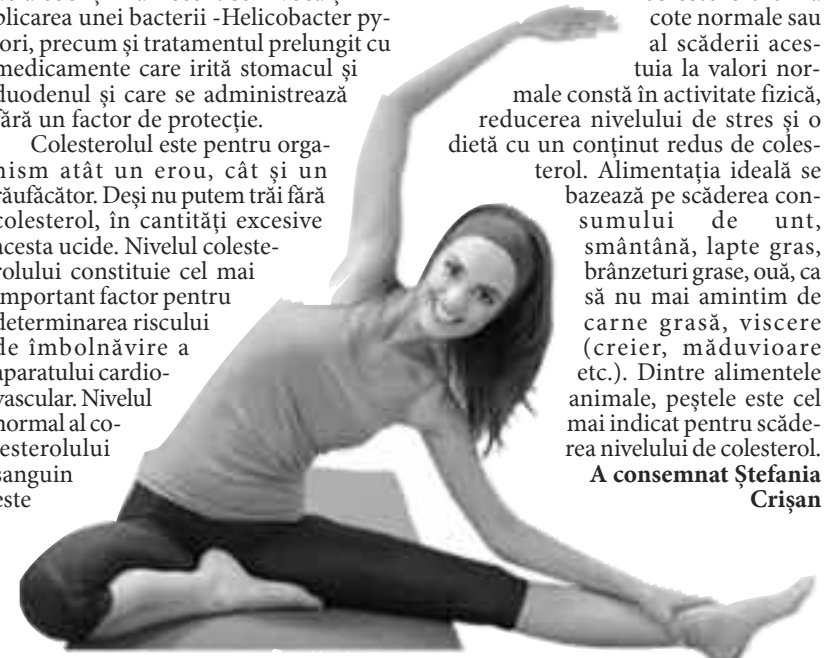 plicarea unei bacterii -Helicobacter py-
ori, precum și tratamentul prelungit cu
medicamente care irită stomacul și
duodenul și care se administrează
fără un factor de protecție.
Colesterolul este pentru orga-
nism atât un erou, cât și un
răufăcător. Deși nu putem trăi fără
colesterol, în cantități excesive
acesta ucide. Nivelul coleste-
rolului constituie cel mai
important factor pentru
determinarea riscului
de îmbolnăvire a
aparatului cardio-
vascular. Nivelul
normal al co-
lesterolului
sanguin
este
cote normale sau
al scăderii aces-
tuia la valori nor-
male constă în activitate fizică,
reducerea nivelului de stres și o
dietă cu un conținut redus de coles-
terol. Alimentația ideală se
bazează pe scăderea con-
sumului de unt,
smântână, lapte gras,
brânzeturi grase, ouă, ca
să nu mai amintim de
carne grasă, viscere
(creier, măduvioare
etc.). Dintre alimentele
animale, peștele este cel
mai indicat pentru scăde-
rea nivelului de colesterol.
A consemnat Ștefania
Crișan